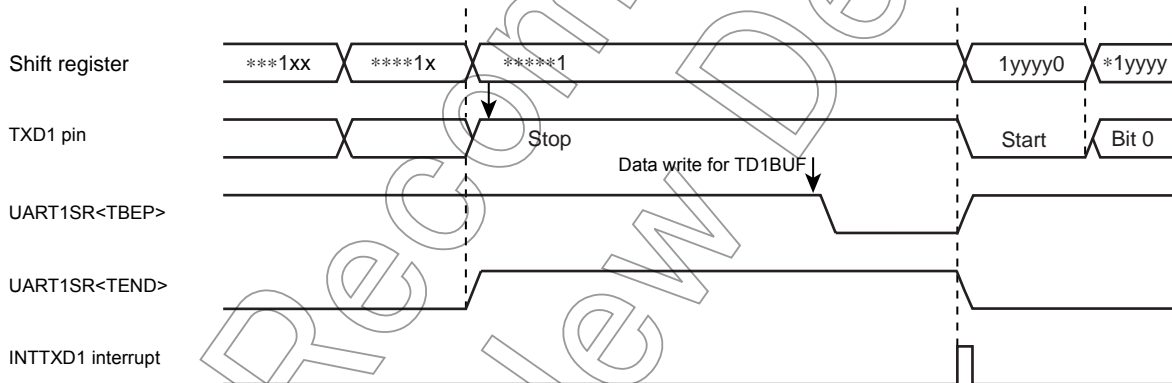 Shift register ***1xx ****1x *****1 1yyyy0 *1yyyy
TXD1 pin Stop Start Bit 0
Data write for TD1BUF
UART1SR<TBEP>
UART1SR<TEND>
INTTXD1 interrupt